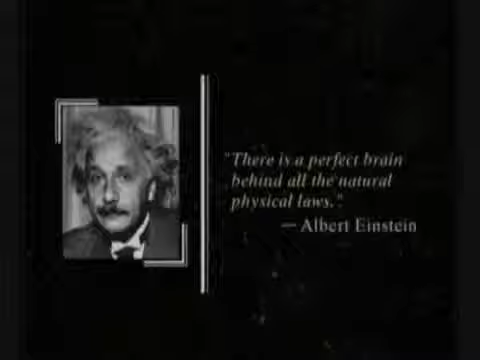 "There is a perfect brain
behind all the natural
physical laws."
— Albert Einstein